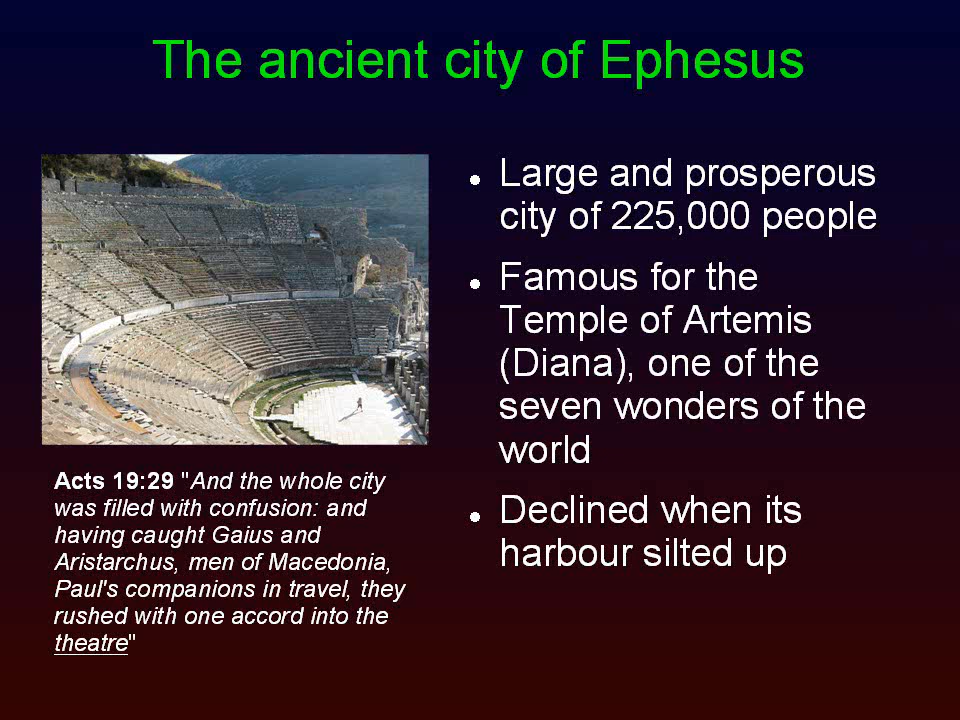 The ancient city of Ephesus
● Large and prosperous
city of 225,000 people
● Famous for the
Temple of Artemis
(Diana), one of the
seven wonders of the
world
● Declined when its
harbour silted up
Acts 19:29 "And the whole city
was filled with confusion: and
having caught Gaius and
Aristarchus, men of Macedonia,
Paul's companions in travel, they
rushed with one accord into the
theatre"